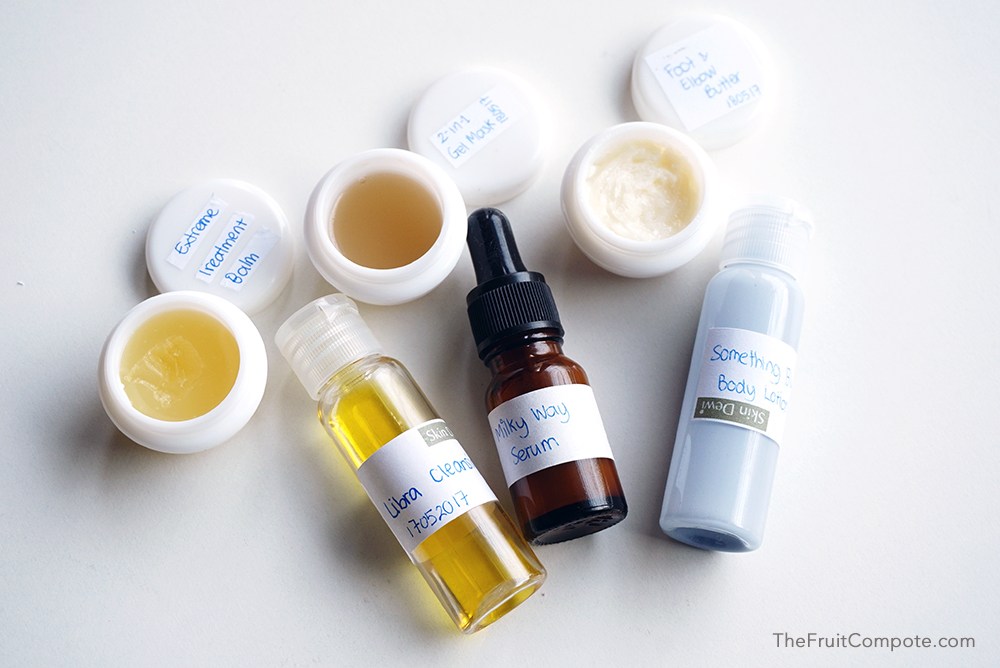 Foot &
Elbow
Butter
180517
2-in-1
Gel Mask
Extreme
Treatment
Balm
Something
Body Lotion
Skin Dewi
Milky Way
Serum
Skin
Libra Cleans
17052017
TheFruitCompote.com